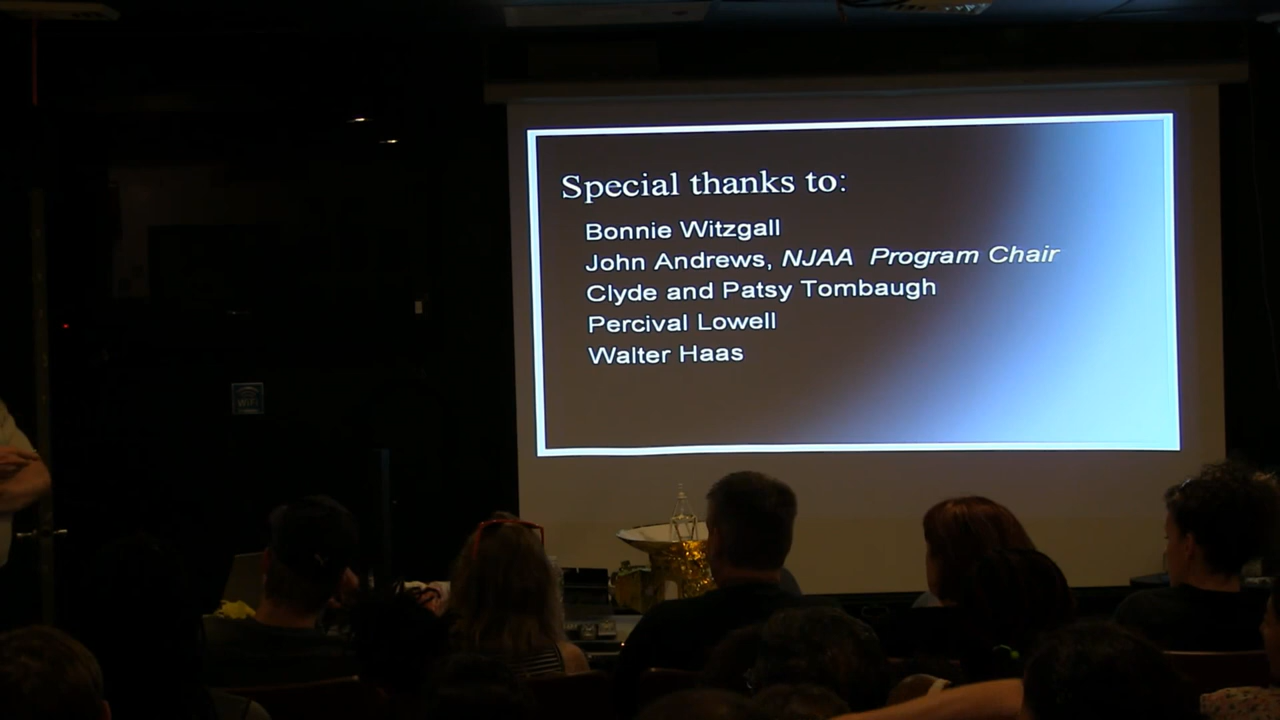 Special thanks to:
Bonnie Witzgall
John Andrews, NJAA Program Chair
Clyde and Patsy Tombaugh
Percival Lowell
Walter Haas